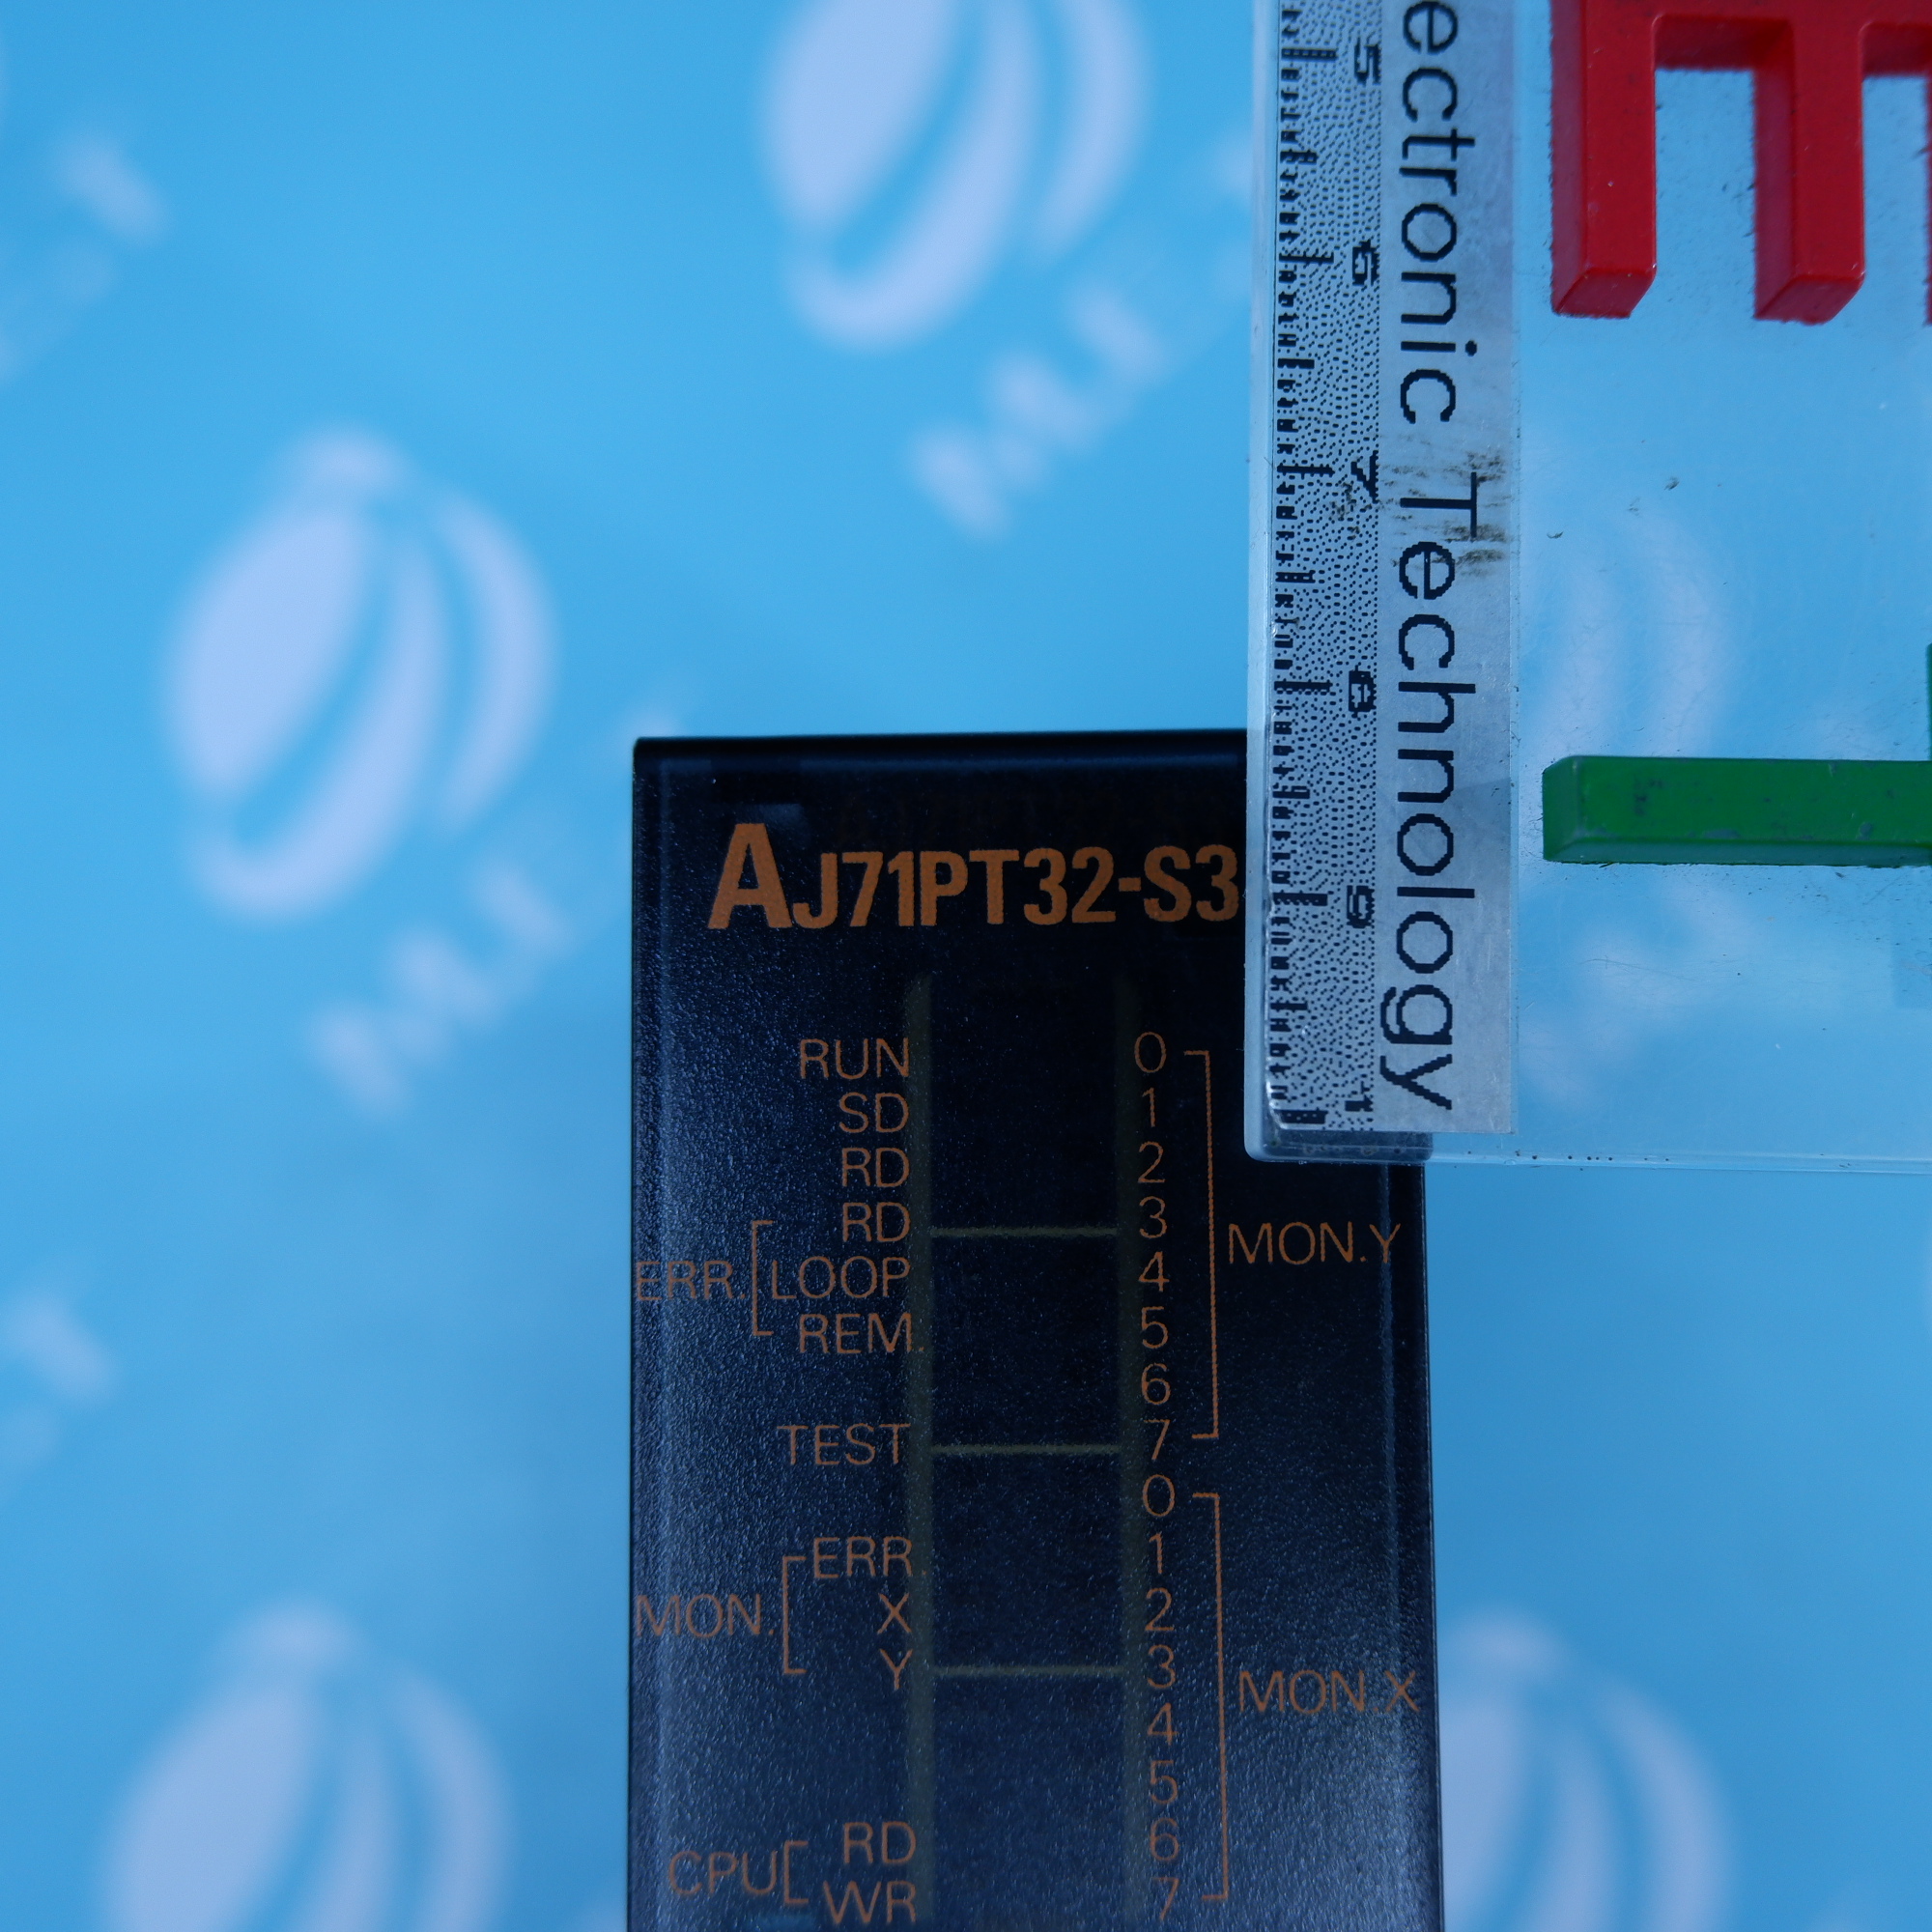 ectronic Technology
5
6
7
8
9
1
AJ71PT32-S3
RUN 0
SD 1
RD 2
RD 3
MON.Y
ERR. LOOP 4
REM. 5
6
TEST 7
0
ERR. 1
MON. X 2
Y 3
MON.X
4
5
RD 6
CPU
WR 7